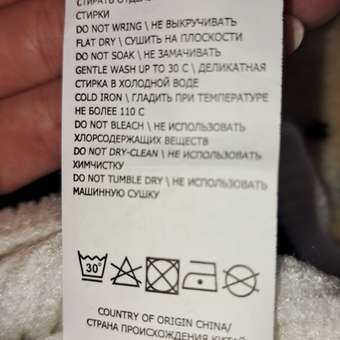 СТИРАТЬ ОТДЕЛЬ
СТИРКИ
DO NOT WRING \ НЕ ВЫКРУЧИВАТЬ
FLAT DRY \ СУШИТЬ НА ПЛОСКОСТИ
DO NOT SOAK \ НЕ ЗАМАЧИВАТЬ
GENTLE WASH UP TO 30 C \ ДЕЛИКАТНАЯ
СТИРКА В ХОЛОДНОЙ ВОДЕ
COLD IRON \ ГЛАДИТЬ ПРИ ТЕМПЕРАТУРЕ
НЕ БОЛЕЕ 110 С
DO NOT BLEACH \ НЕ ИСПОЛЬЗОВАТЬ
ХЛОРСОДЕРЖАЩИХ ВЕЩЕСТВ
DO NOT DRY-CLEAN \ НЕ ИСПОЛЬЗОВАТЬ
ХИМЧИСТКУ
DO NOT TUMBLE DRY \ НЕ ИСПОЛЬЗОВАТЬ
МАШИННУЮ СУШКУ
30°
COUNTRY OF ORIGIN CHINA/
СТРАНА ПРОИСХОЖДЕНИЯ КИТАЙ